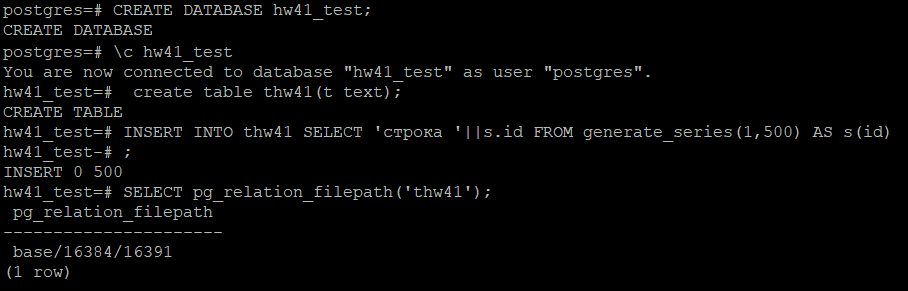 postgres=# CREATE DATABASE hw41_test;
CREATE DATABASE
postgres=# \c hw41_test
You are now connected to database "hw41_test" as user "postgres".
hw41_test=#  create table thw41(t text);
CREATE TABLE
hw41_test=# INSERT INTO thw41 SELECT 'строка '||s.id FROM generate_series(1,500) AS s(id)
hw41_test-# ;
INSERT 0 500
hw41_test=# SELECT pg_relation_filepath('thw41');
 pg_relation_filepath
----------------------
 base/16384/16391
(1 row)